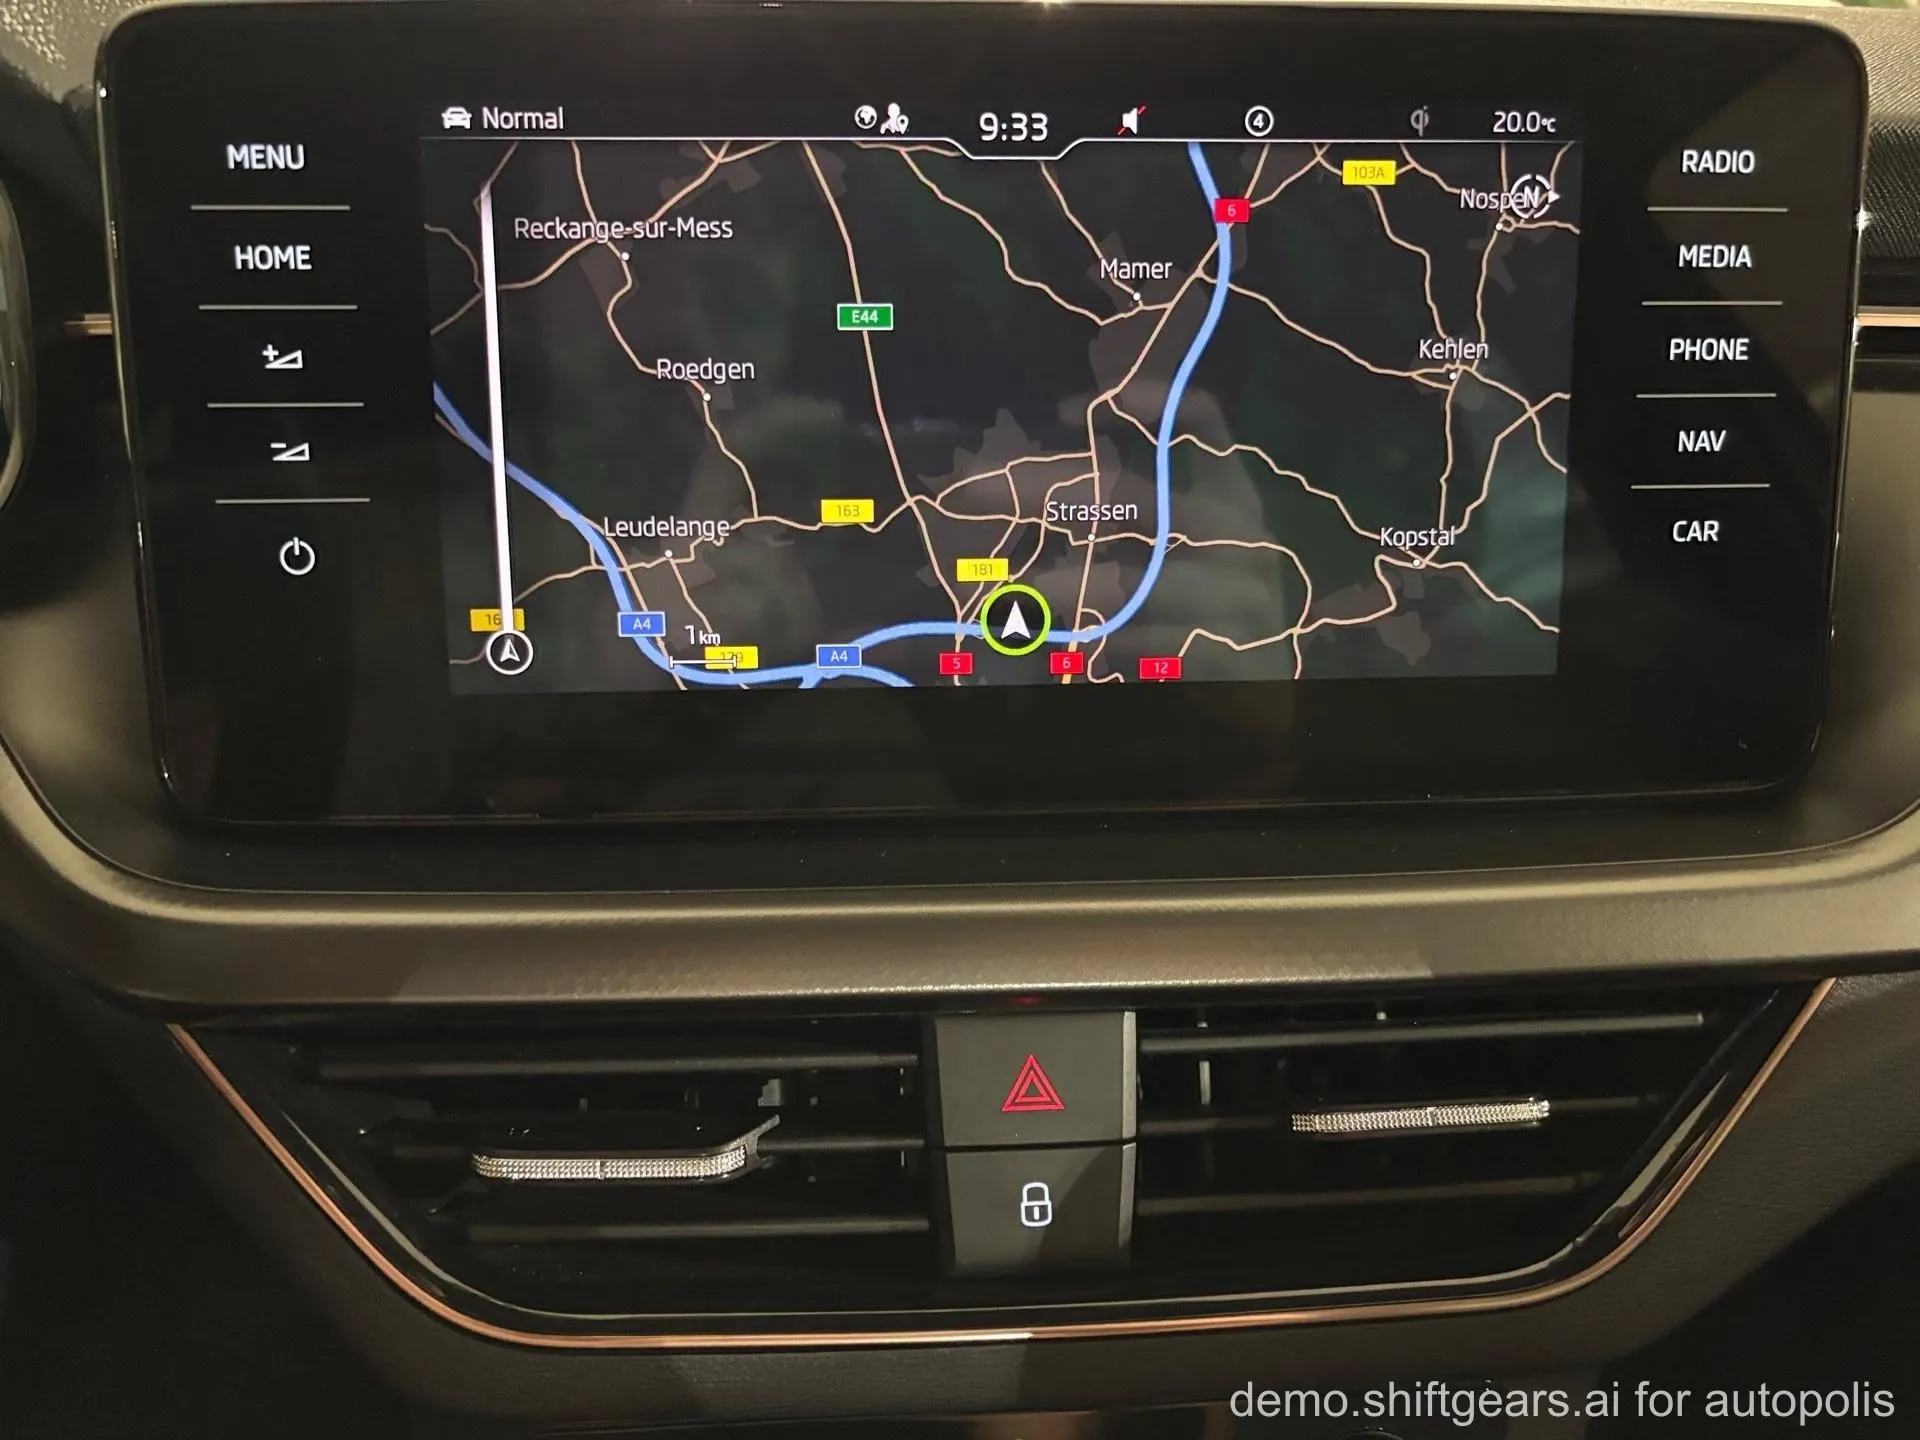 Normal
9:33
4
20.0°C
MENU
HOME
RADIO
MEDIA
PHONE
NAV
CAR
103A
Nospen
6
Reckange-sur-Mess
Mamer
E44
Kehlen
Roedgen
163
Strassen
Leudelange
Kopstal
181
A4
1 km
A4
5
6
12
N
demo.shiftgears.ai for autopolis